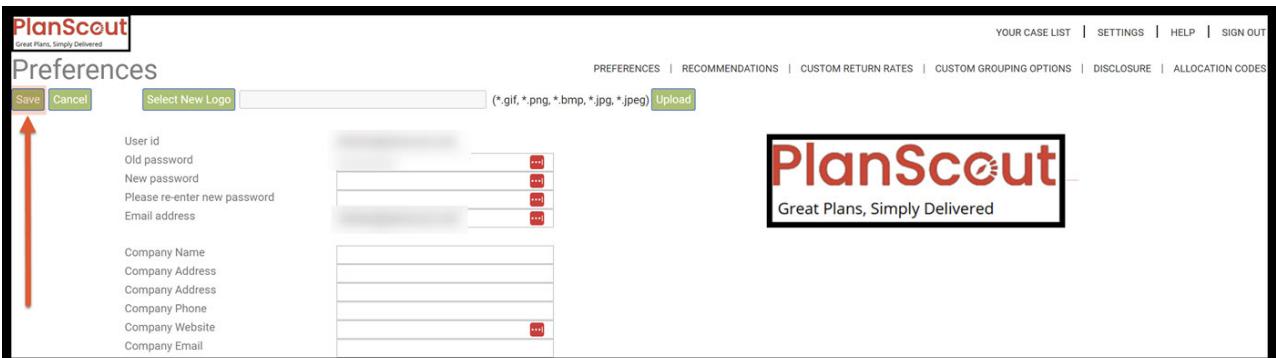 PlanScout
Great Plans, Simply Delivered
YOUR CASE LIST | SETTINGS | HELP | SIGN OUT
Preferences
PREFERENCES | RECOMMENDATIONS | CUSTOM RETURN RATES | CUSTOM GROUPING OPTIONS | DISCLOSURE | ALLOCATION CODES
Save Cancel Select New Logo (*.gif, *.png, *.bmp, *.jpg, *.jpeg) Upload
User id
Old password
New password
Please re-enter new password
Email address
PlanScout
Great Plans, Simply Delivered
Company Name
Company Address
Company Address
Company Phone
Company Website
Company Email